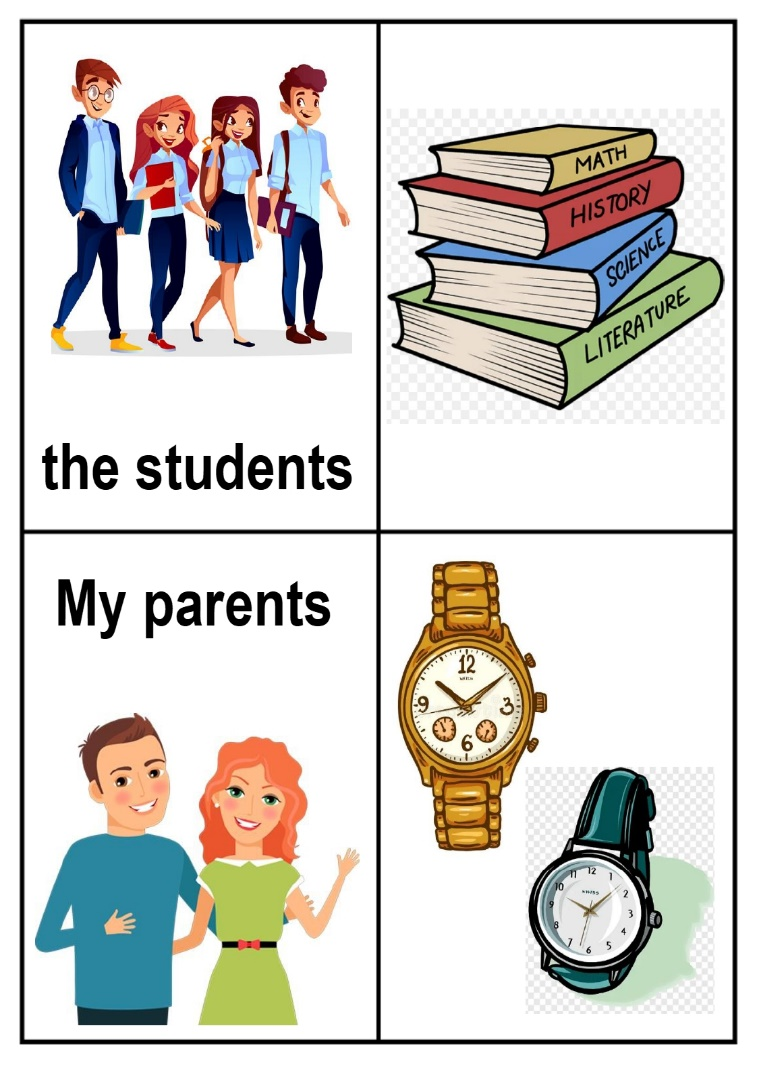 MATH
HISTORY
SCIENCE
LITERATURE
the students
My parents
12
9 3
6
12
11 1
10 2
3
4
8 5
7 6